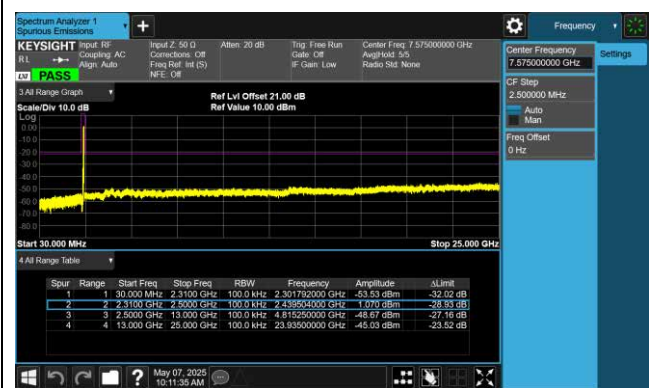 Spectrum Analyzer 1
Spurious Emissions
Frequency
KEYSIGHT Input: RF Input Z: 50 Ω Atten: 20 dB Trig: Free Run Center Freq: 7.575000000 GHz
RL Coupling: AC Corrections: Off Gate: Off Avg|Hold: 5/5
Align: Auto Freq Ref: Int (S) IF Gain: Low Radio Std: None
LXI PASS NFE: Off
Center Frequency
7.575000000 GHz
Settings
CF Step
2.500000 MHz
Auto
Man
Freq Offset
0 Hz
3 All Range Graph
Ref Lvl Offset 21.00 dB
Scale/Div 10.0 dB Ref Value 10.00 dBm
Log
0.00
-10.0
-20.0
-30.0
-40.0
-50.0
-60.0
-70.0
-80.0
Start 30.000 MHz Stop 25.000 GHz
4 All Range Table
Spur Range Start Freq Stop Freq RBW Frequency Amplitude ΔLimit
1 1 30.000 MHz 2.3100 GHz 100.0 kHz 2.301792000 GHz -53.53 dBm -32.02 dB
2 2 2.3100 GHz 2.5000 GHz 100.0 kHz 2.439504000 GHz 1.070 dBm -28.93 dB
3 3 2.5000 GHz 13.000 GHz 100.0 kHz 4.815250000 GHz -48.67 dBm -27.16 dB
4 4 13.000 GHz 25.000 GHz 100.0 kHz 23.93500000 GHz -45.03 dBm -23.52 dB
May 07, 2025
10:11:35 AM